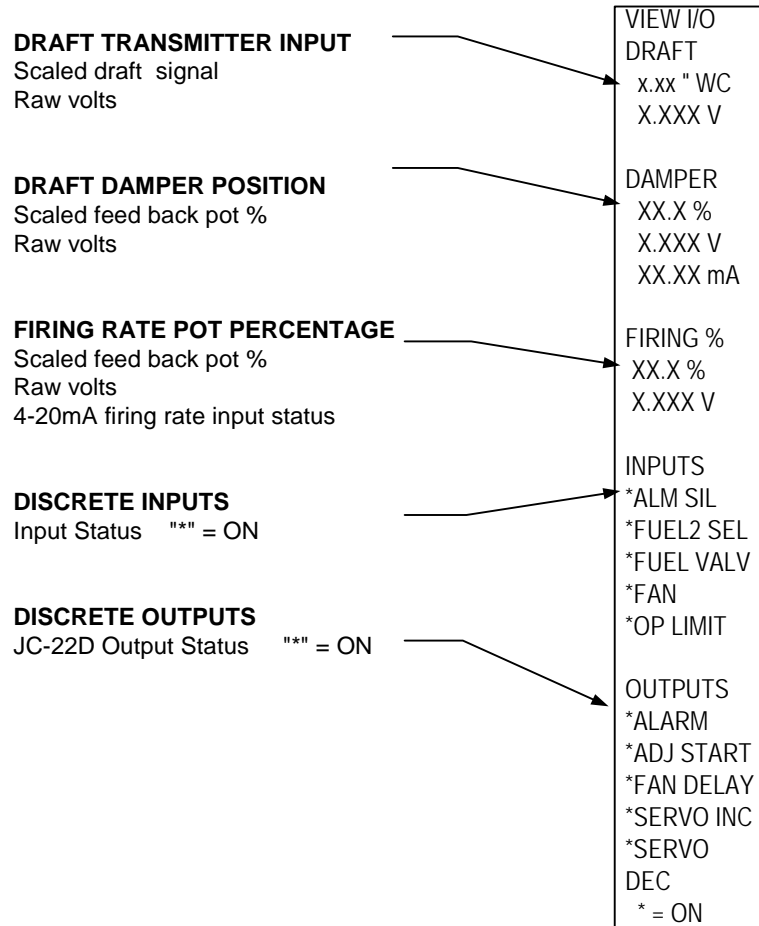 DRAFT TRANSMITTER INPUT
Scaled draft signal
Raw volts
DRAFT DAMPER POSITION
Scaled feed back pot %
Raw volts
FIRING RATE POT PERCENTAGE
Scaled feed back pot %
Raw volts
4-20mA firing rate input status
DISCRETE INPUTS
Input Status "*" = ON
DISCRETE OUTPUTS
JC-22D Output Status "*" = ON
VIEW I/O
DRAFT
x.xx " WC
X.XXX V
DAMPER
XX.X %
X.XXX V
XX.XX mA
FIRING %
XX.X %
X.XXX V
INPUTS
*ALM SIL
*FUEL2 SEL
*FUEL VALV
*FAN
*OP LIMIT
OUTPUTS
*ALARM
*ADJ START
*FAN DELAY
*SERVO INC
*SERVO
DEC
* = ON